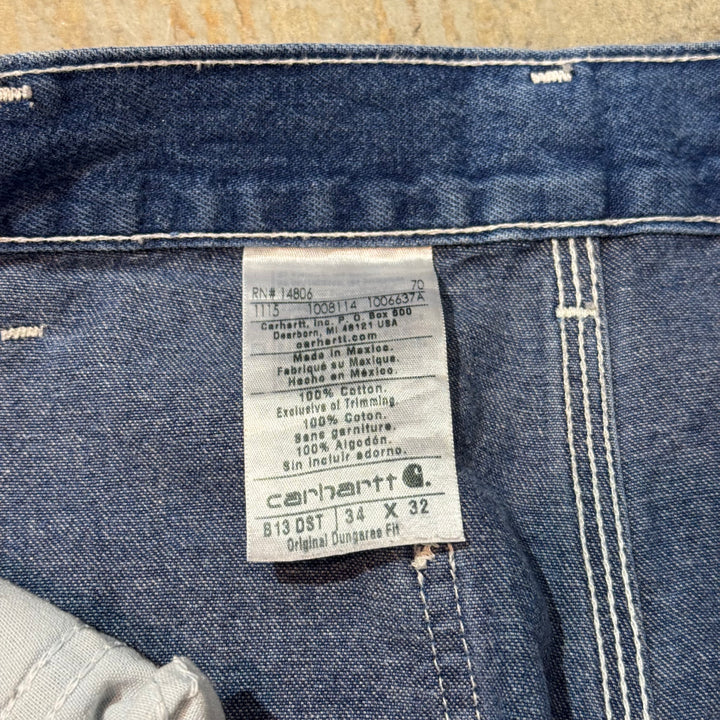 RN# 14806 70
1115 1008114 1006637A
Carhartt, Inc. P. O. Box 600
Dearborn, MI 48121 USA
carhartt.com
Made in Mexico.
Fabriqué su Mexique.
Hecho en México.
100% Cotton.
Exclusive of Trimming.
100% Coton.
Sans garniture.
100% Algodón.
Sin incluir adorno.
carhartt
B13 DST 34 X 32
Original Dungaree Fit